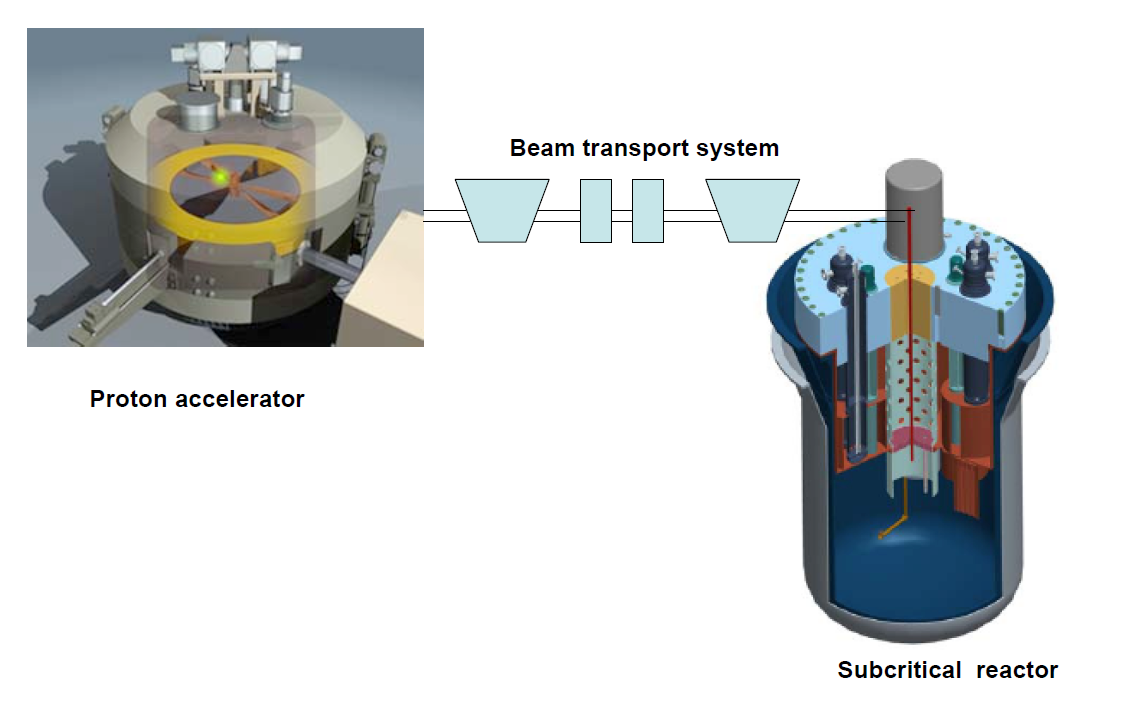 Beam transport system
Proton accelerator
Subcritical  reactor